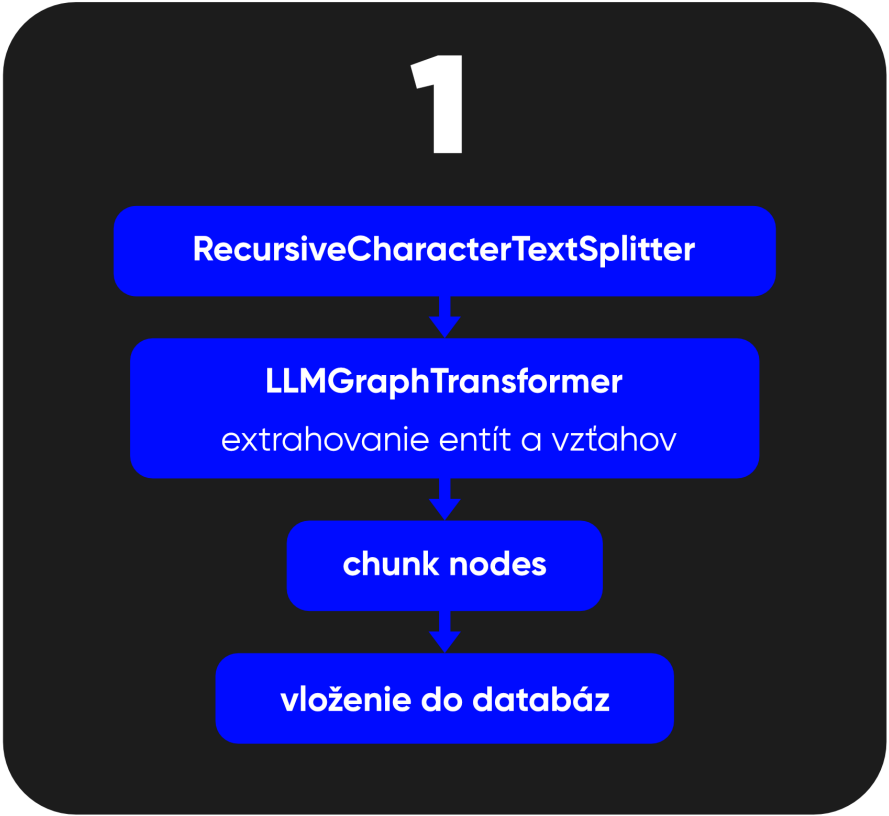 1
RecursiveCharacterTextSplitter
LLMGraphTransformer
extrahovanie entít a vzťahov
chunk nodes
vloženie do databáz